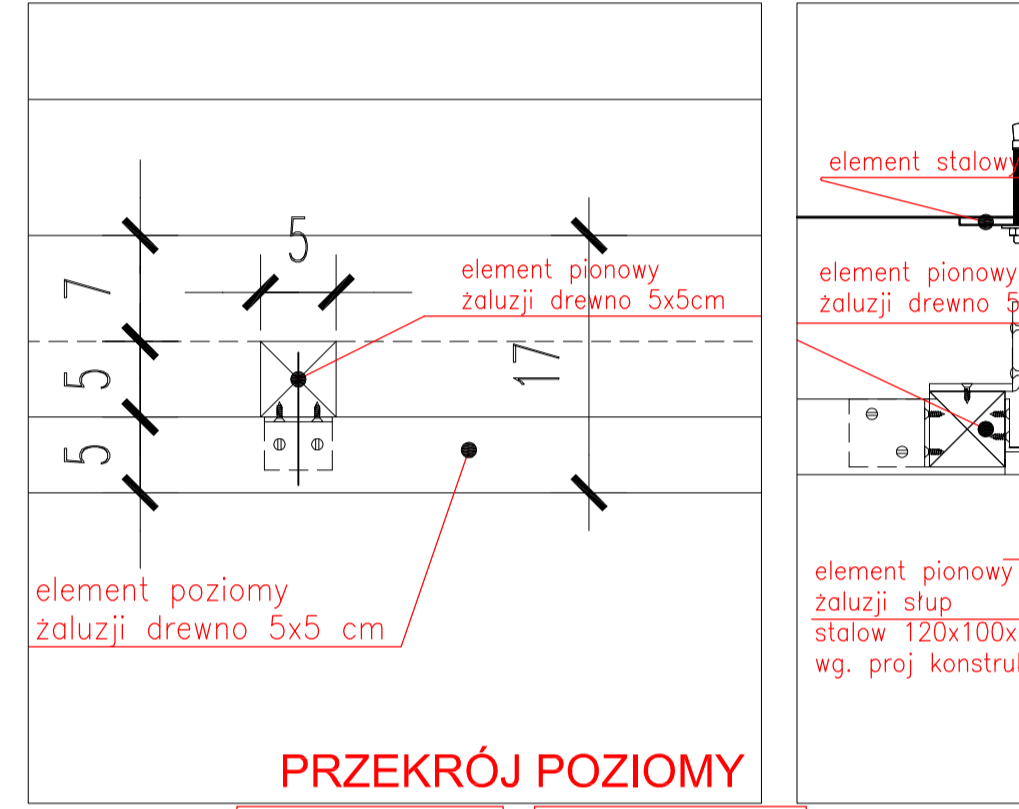 5
7
5
5
17
element pionowy
żaluzji drewno 5x5cm
element poziomy
żaluzji drewno 5x5 cm
PRZEKRÓJ POZIOMY
element stalowy
element pionowy
żaluzji drewno 5
element pionowy
żaluzji słup
stalow 120x100x
wg. proj konstru